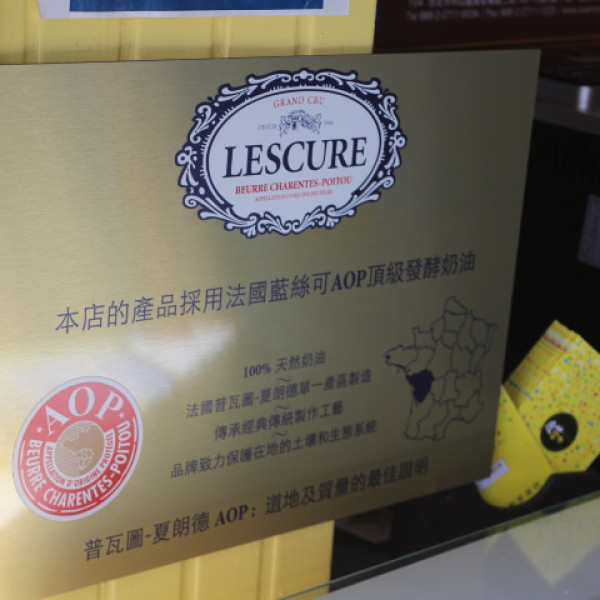 GRAND CRU
LESCURE
BEURRE CHARENTES-POITOU
本店的產品採用法國藍絲可AOP頂級發酵奶油
100% 天然奶油
法國普瓦圖-夏朗德單一產區製造
傳承經典傳統製作工藝
品牌致力保護在地的土壤和生態系統
AOP
APPELLATION D'ORIGINE PROTÉGÉE
BEURRE CHARENTES-POITOU
普瓦圖-夏朗德 AOP：道地及質量的最佳證明